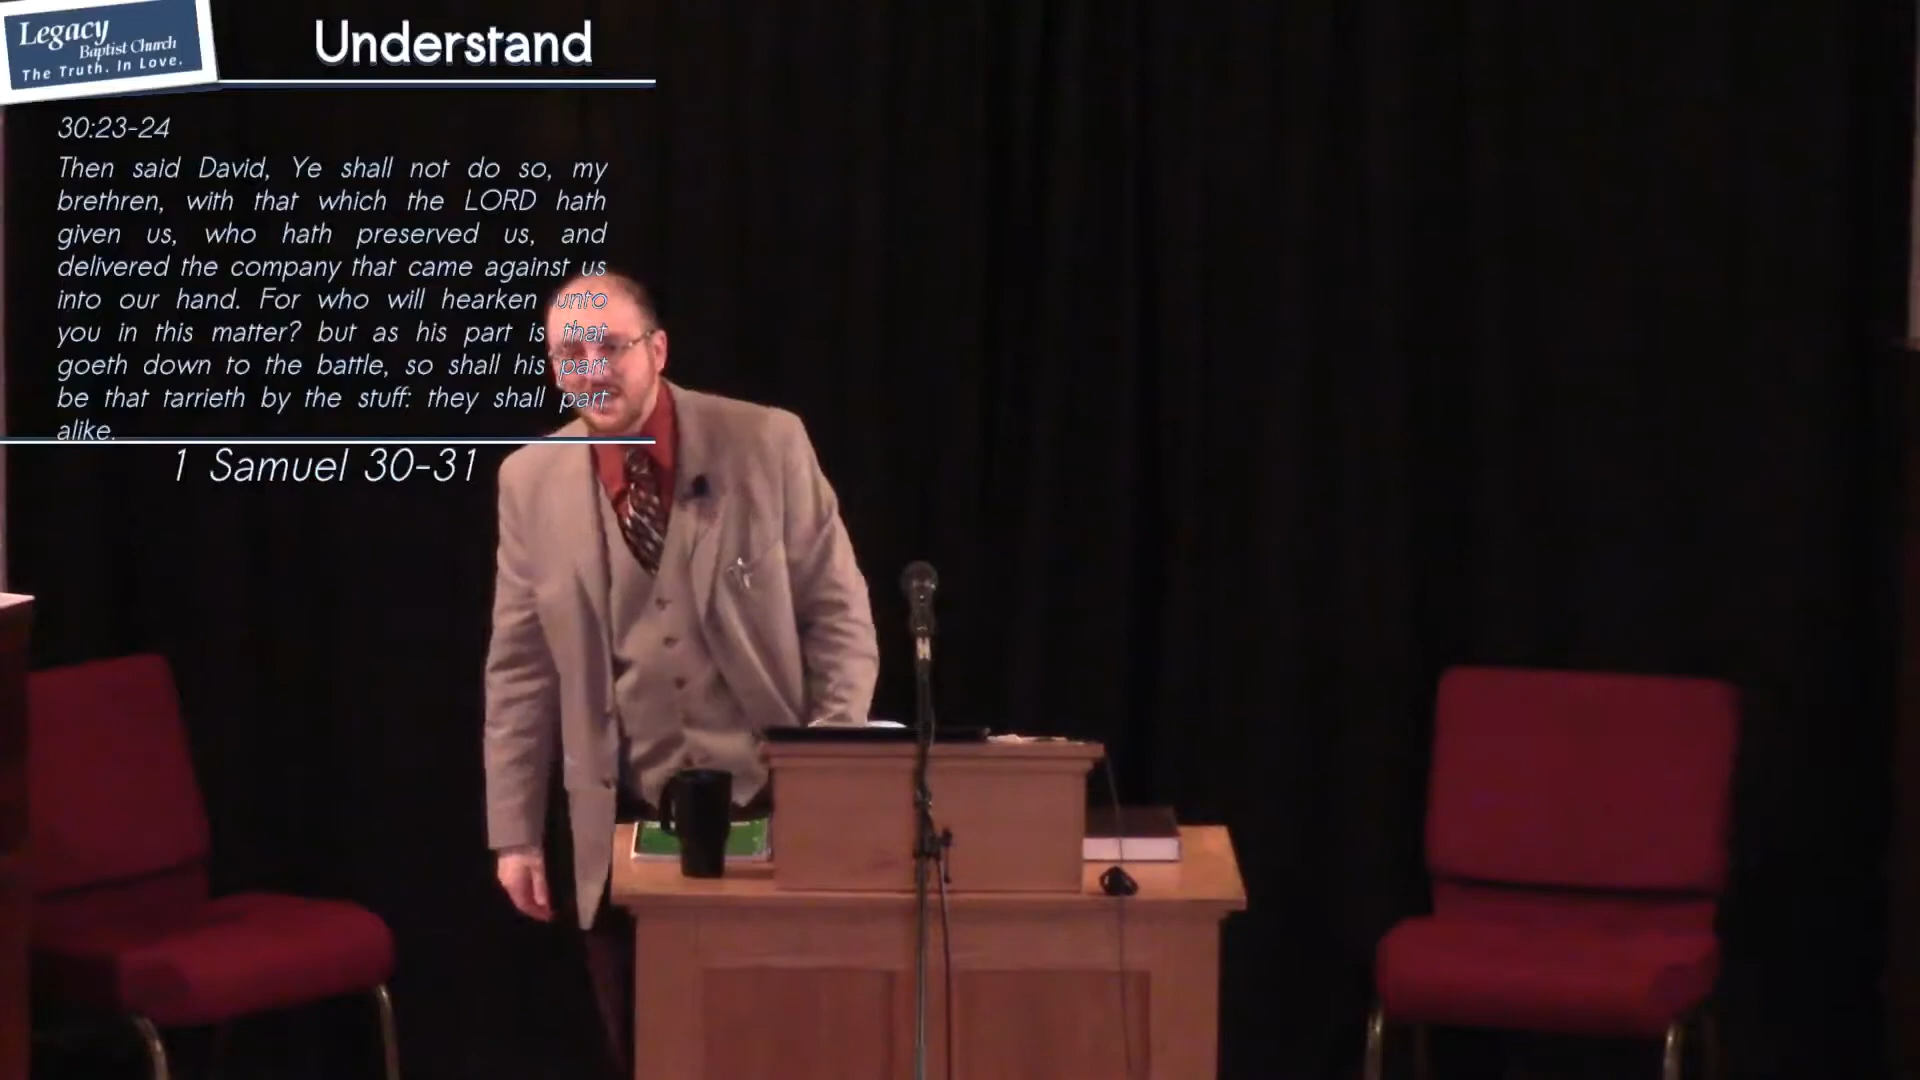 Legacy
Baptist Church
The Truth. In Love.
Understand
30:23-24
Then said David, Ye shall not do so, my
brethren, with that which the LORD hath
given us, who hath preserved us, and
delivered the company that came against us
into our hand. For who will hearken unto
you in this matter? but as his part is that
goeth down to the battle, so shall his part
be that tarrieth by the stuff: they shall part
alike.
1 Samuel 30-31